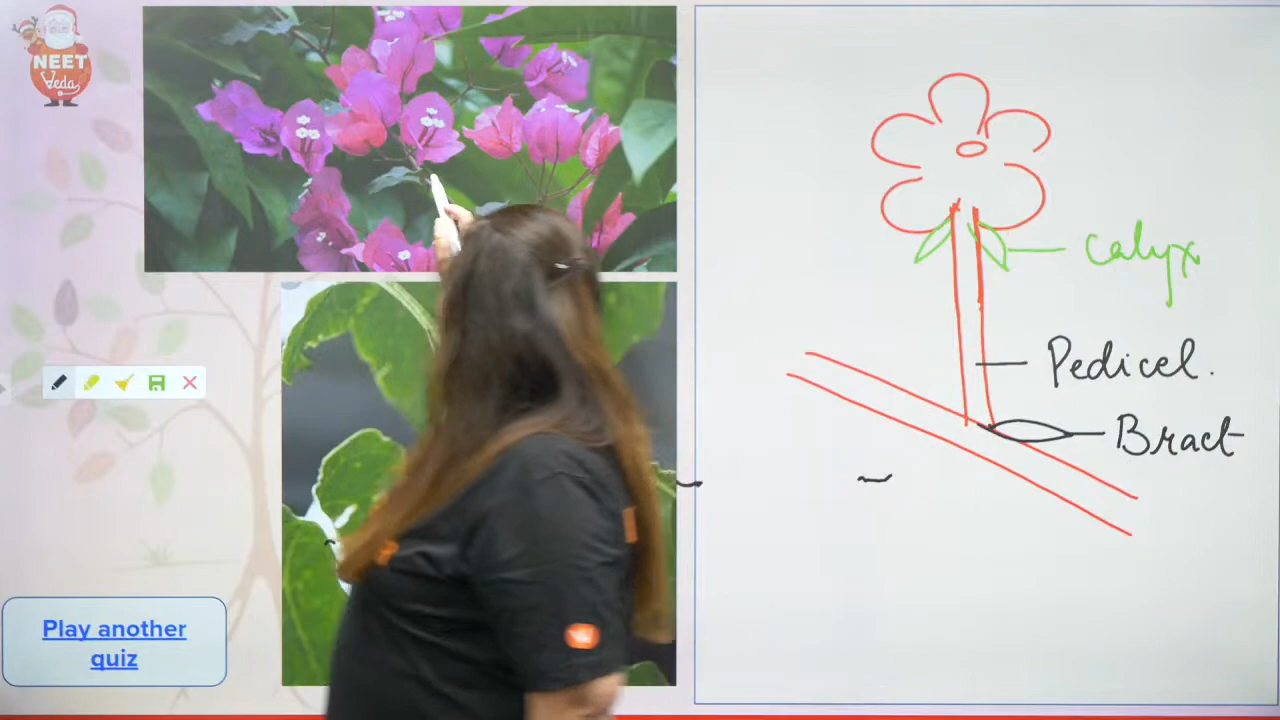 NEET
Veda
calyx
Pedicel.
Bract
Play another
quiz